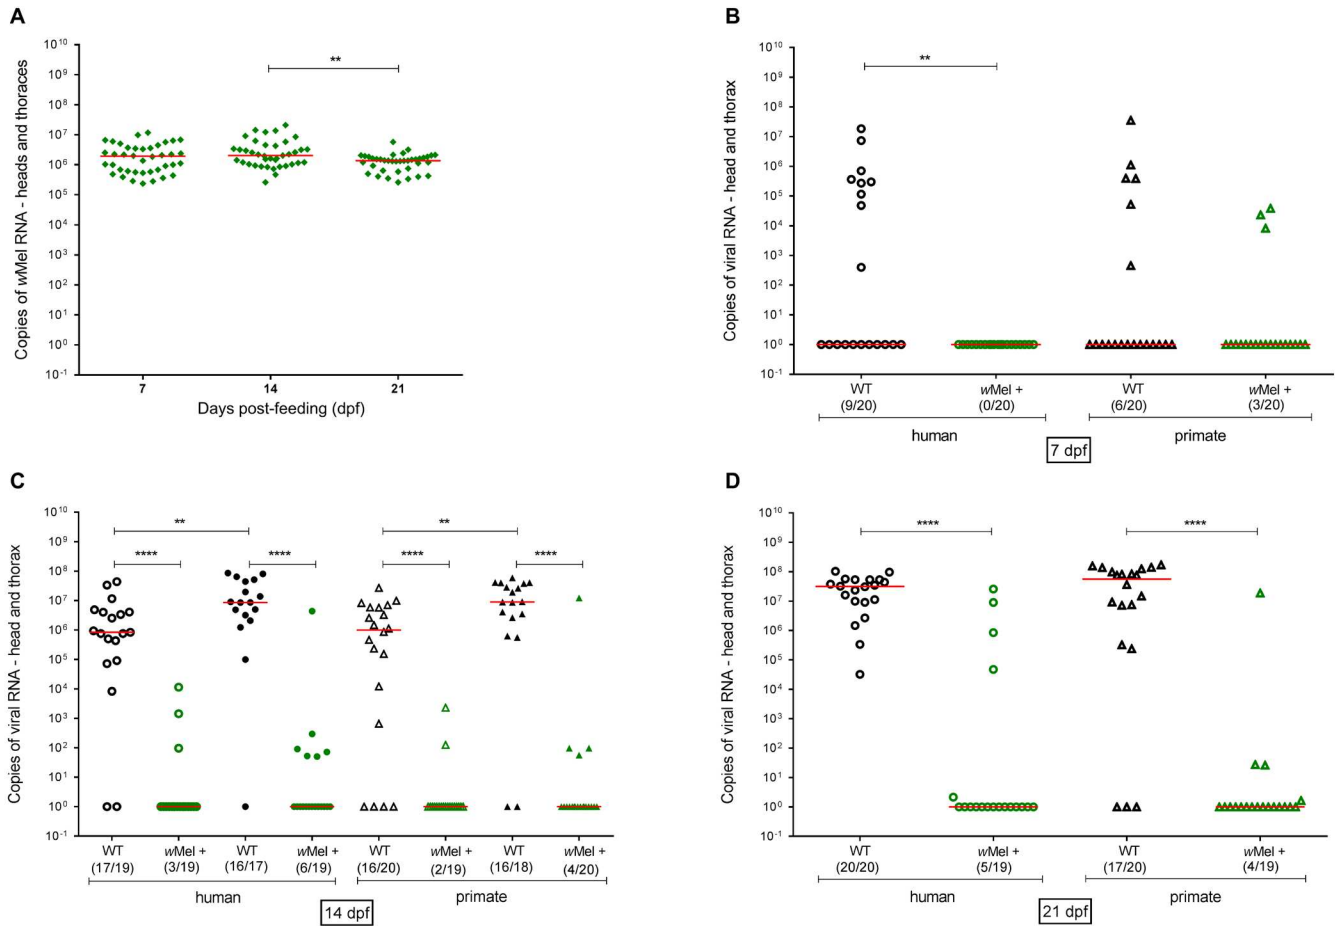 A
Copies of wMel RNA - heads and thoraces
10^10
10^9
10^8
10^7
10^6
10^5
10^4
10^3
10^2
10^1
10^0
10^-1
**
7 14 21
Days post-feeding (dpf)
B
Copies of viral RNA - head and thorax
10^10
10^9
10^8
10^7
10^6
10^5
10^4
10^3
10^2
10^1
10^0
10^-1
**
WT wMel + WT wMel +
(9/20) (0/20) (6/20) (3/20)
human primate
7 dpf
C
Copies of viral RNA - head and thorax
10^10
10^9
10^8
10^7
10^6
10^5
10^4
10^3
10^2
10^1
10^0
10^-1
** **
**** **** **** ****
WT wMel + WT wMel + WT wMel + WT wMel +
(17/19) (3/19) (16/17) (6/19) (16/20) (2/19) (16/18) (4/20)
human primate
14 dpf
D
Copies of viral RNA - head and thorax
10^10
10^9
10^8
10^7
10^6
10^5
10^4
10^3
10^2
10^1
10^0
10^-1
**** ****
WT wMel + WT wMel +
(20/20) (5/19) (17/20) (4/19)
human primate
21 dpf